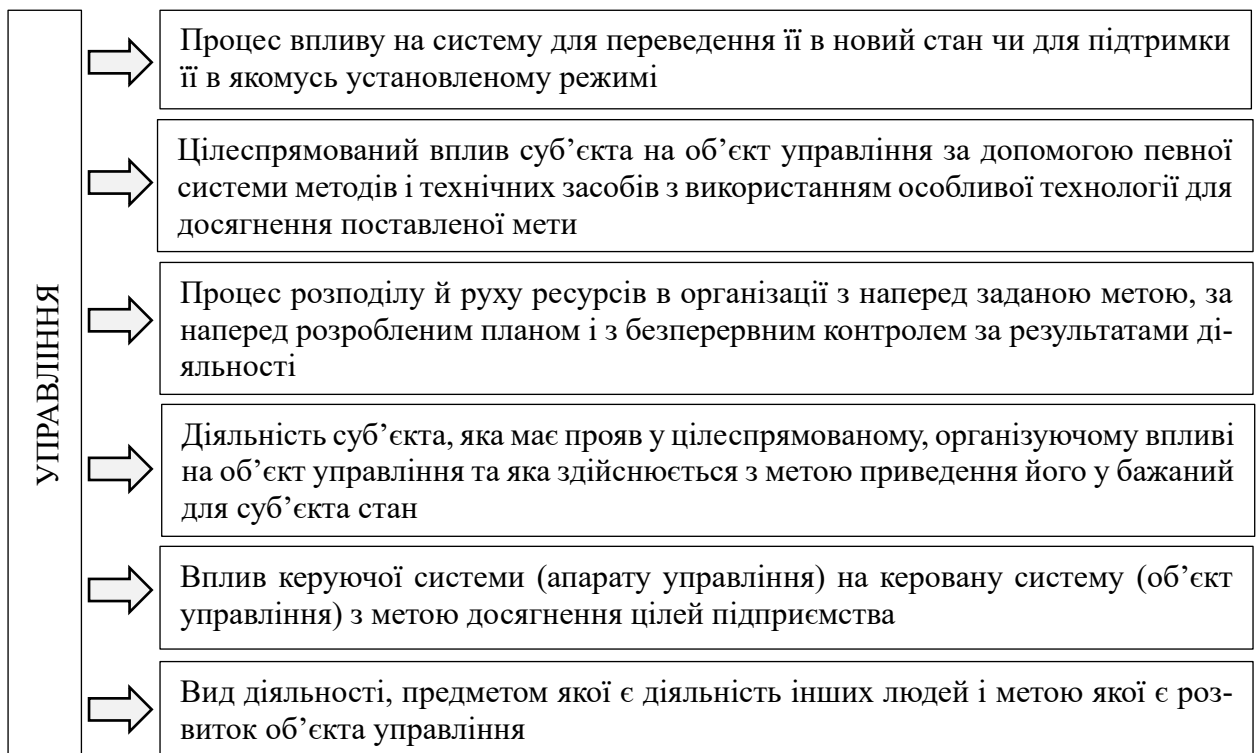 УПРАВЛІННЯ
Процес впливу на систему для переведення її в новий стан чи для підтримки
її в якомусь установленому режимі
Цілеспрямований вплив суб’єкта на об’єкт управління за допомогою певної
системи методів і технічних засобів з використанням особливої технології для
досягнення поставленої мети
Процес розподілу й руху ресурсів в організації з наперед заданою метою, за
наперед розробленим планом і з безперервним контролем за результатами ді-
яльності
Діяльність суб’єкта, яка має прояв у цілеспрямованому, організуючому впливі
на об’єкт управління та яка здійснюється з метою приведення його у бажаний
для суб’єкта стан
Вплив керуючої системи (апарату управління) на керовану систему (об’єкт
управління) з метою досягнення цілей підприємства
Вид діяльності, предметом якої є діяльність інших людей і метою якої є роз-
виток об’єкта управління